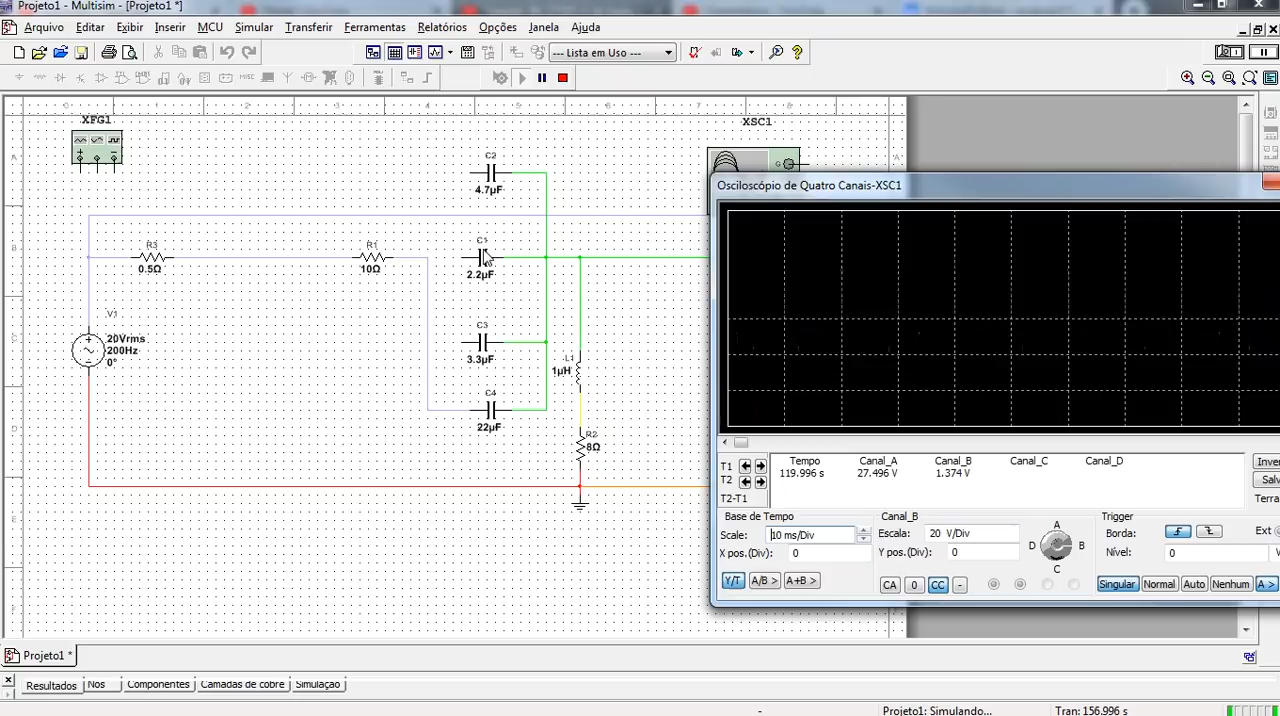 Projeto1 - Multisim - [Projeto1 *]
Arquivo Editar Exibir Inserir MCU Simular Transferir Ferramentas Relatórios Opções Janela Ajuda
--- Lista em Uso ---
XFG1
XSC1
C2
4.7µF
G
R3
0.5Ω
R1
10Ω
C1
2.2µF
V1
20Vrms
200Hz
0°
C3
3.3µF
L1
1µH
C4
22µF
R2
8Ω
Osciloscópio de Quatro Canais-XSC1
Tempo Canal_A Canal_B Canal_C Canal_D
T1 119.996 s 27.496 V 1.374 V
T2
T2-T1
Inver
Salv
Terra
Base de Tempo Canal_B Trigger
Scale: 10 ms/Div Escala: 20 V/Div Borda: Ext
X pos.(Div): 0 Y pos.(Div): 0 Nível: 0 V
A
D B
C
Y/T A/B > A+B > CA 0 CC - Singular Normal Auto Nenhum A >
Projeto1 *
Resultados Nós Componentes Camadas de cobre Simulação
- Projeto1: Simulando... Tran: 156.996 s